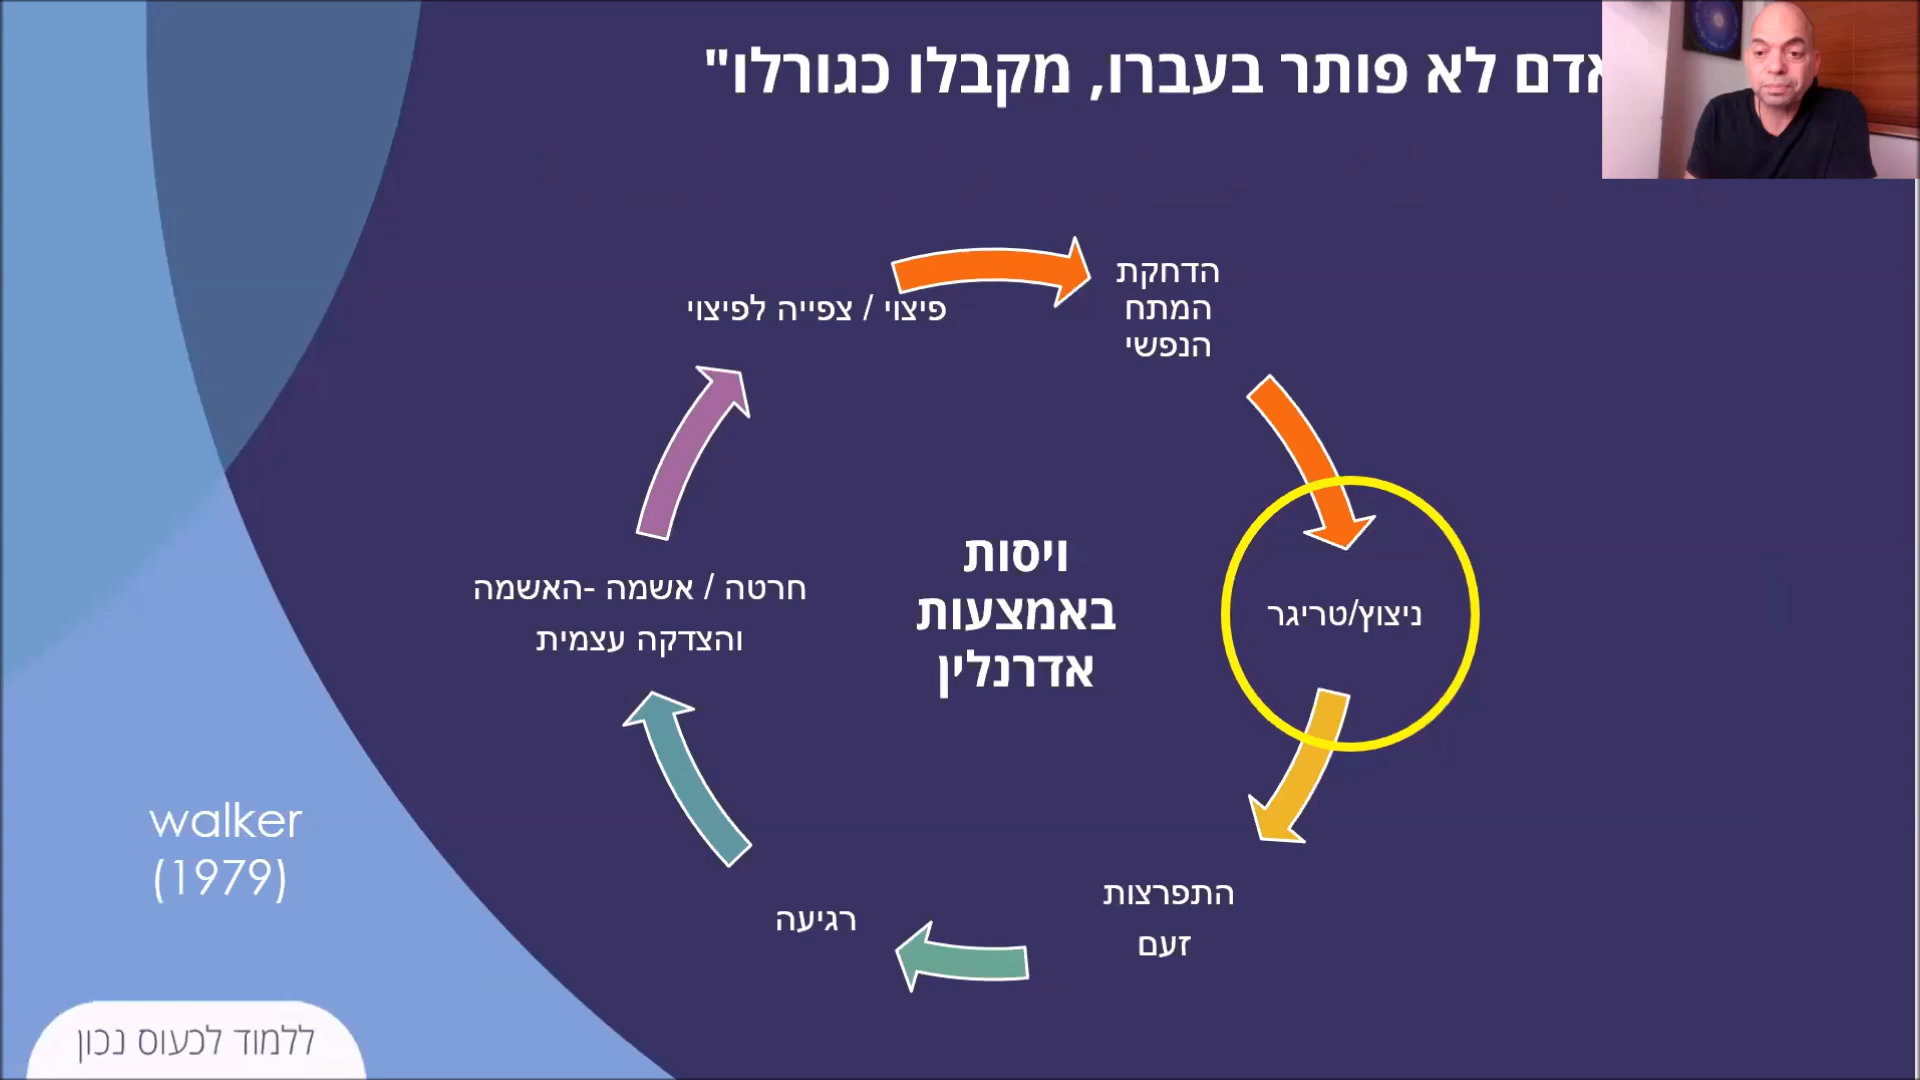 אדם לא פותר בעברו, מקבלו כגורלו"
הדחקת
המתח
הנפשי
ניצוץ/טריגר
התפרצות
זעם
רגיעה
חרטה / אשמה -האשמה
והצדקה עצמית
פיצוי / צפייה לפיצוי
ויסות
באמצעות
אדרנלין
walker
(1979)
ללמוד לכעוס נכון